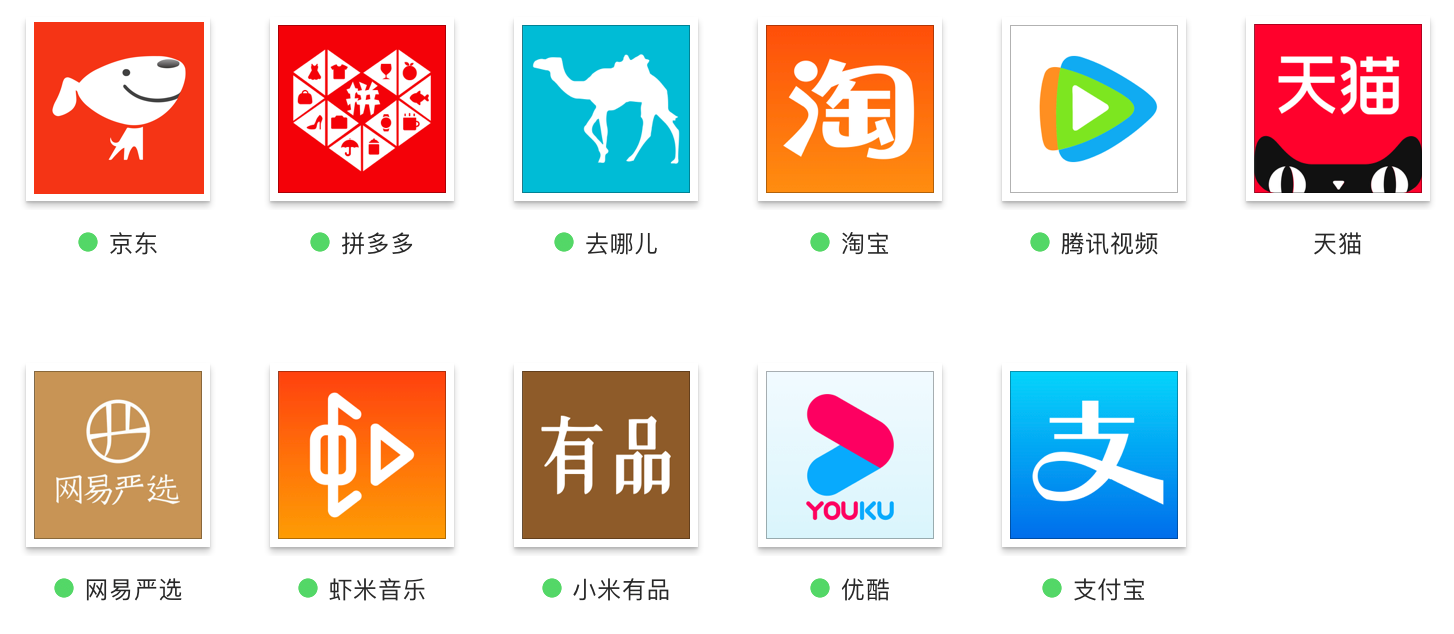 拼
淘
天猫
京东
拼多多
去哪儿
淘宝
腾讯视频
天猫
网易严选
有品
YOUKU
支
网易严选
虾米音乐
小米有品
优酷
支付宝